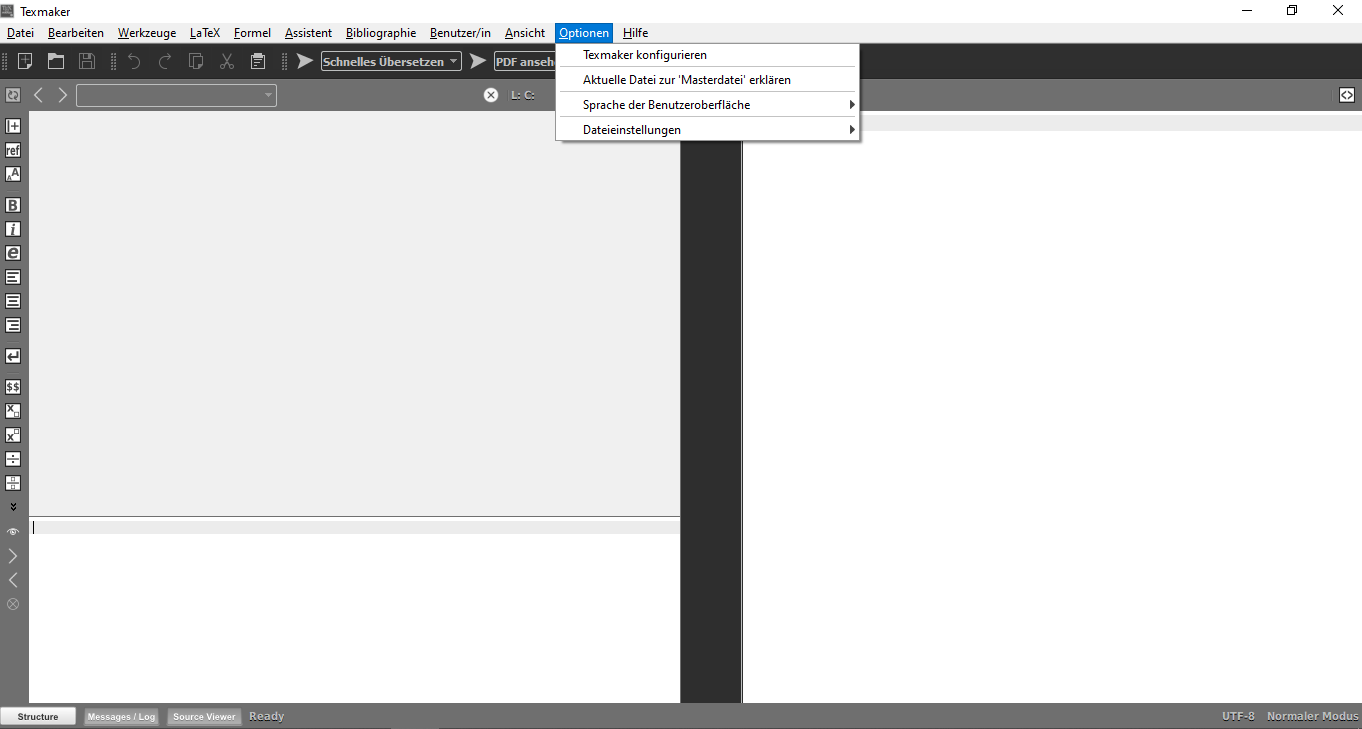 Texmaker
Datei Bearbeiten Werkzeuge LaTeX Formel Assistent Bibliographie Benutzer/in Ansicht Optionen Hilfe
Schnelles Übersetzen PDF anseh
Texmaker konfigurieren
Aktuelle Datei zur 'Masterdatei' erklären
Sprache der Benutzeroberfläche
Dateieinstellungen
L: C:
ref
AA
B
i
e
$$
x
x
Structure Messages / Log Source Viewer Ready UTF-8 Normaler Modus